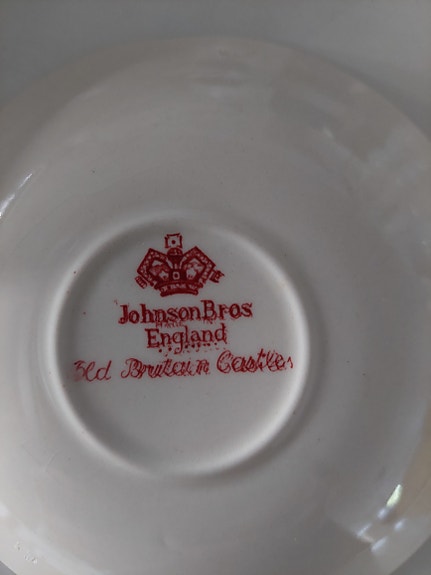 Johnson Bros
England
Old Britain Castles